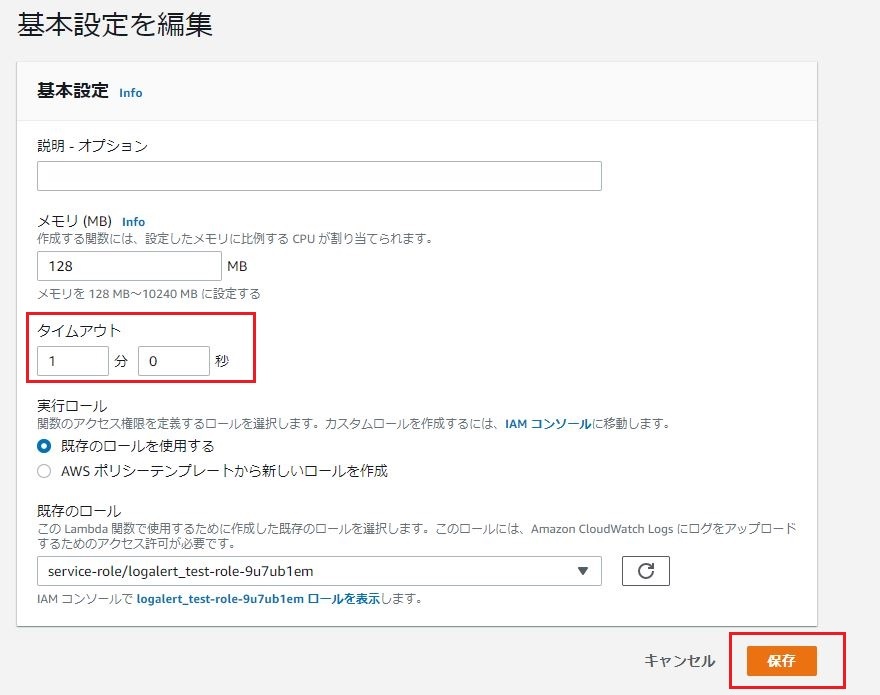 基本設定を編集
基本設定 Info
説明 - オプション
メモリ (MB) Info
作成する関数には、設定したメモリに比例する CPU が割り当てられます。
128 MB
メモリを 128 MB～10240 MB に設定する
タイムアウト
1 分 0 秒
実行ロール
関数のアクセス権限を定義するロールを選択します。カスタムロールを作成するには、IAM コンソールに移動します。
既存のロールを使用する
AWS ポリシーテンプレートから新しいロールを作成
既存のロール
この Lambda 関数で使用するために作成した既存のロールを選択します。このロールには、Amazon CloudWatch Logs にログをアップロード
するためのアクセス許可が必要です。
service-role/logalert_test-role-9u7ub1em
IAM コンソールで logalert_test-role-9u7ub1em ロールを表示します。
キャンセル 保存